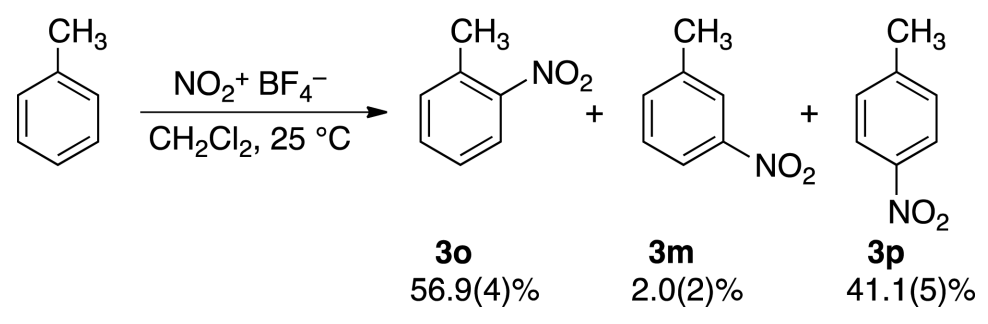 CH₃
NO₂⁺ BF₄⁻
CH₂Cl₂, 25 °C
CH₃
NO₂
+
CH₃
NO₂
+
CH₃
NO₂
3o
56.9(4)%
3m
2.0(2)%
3p
41.1(5)%